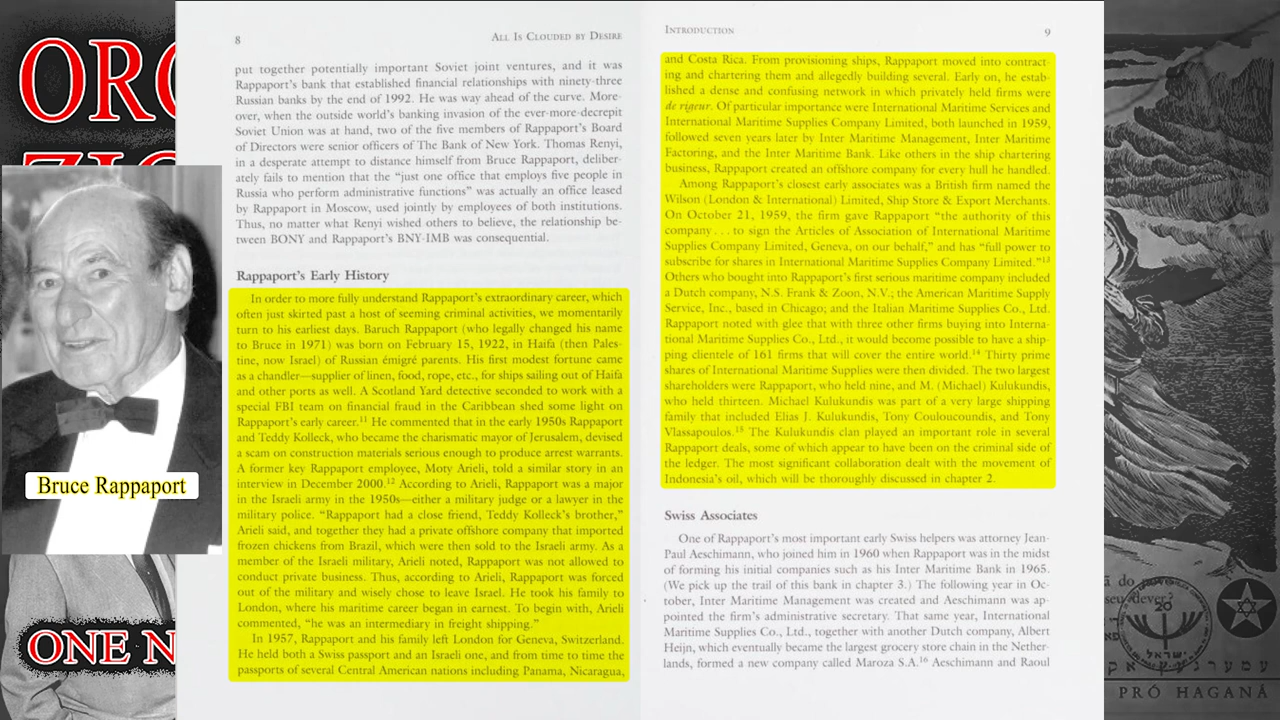 ORG
ZIO
Bruce Rappaport
ONE N
8
ALL IS CLOUDED BY DESIRE
put together potentially important Soviet joint ventures, and it was
Rappaport's bank that established financial relationships with ninety-three
Russian banks by the end of 1992. He was way ahead of the curve. More-
over, when the outside world's banking invasion of the ever-more-decrepit
Soviet Union was at hand, two of the five members of Rappaport's Board
of Directors were senior officers of The Bank of New York. Thomas Renyi,
in a desperate attempt to distance himself from Bruce Rappaport, deliber-
ately fails to mention that the "just one office that employs five people in
Russia who perform administrative functions" was actually an office leased
by Rappaport in Moscow, used jointly by employees of both institutions.
Thus, no matter what Renyi wished others to believe, the relationship be-
tween BONY and Rappaport's BNY-IMB was consequential.
Rappaport's Early History
In order to more fully understand Rappaport's extraordinary career, which
often just skirted past a host of seeming criminal activities, we momentarily
turn to his earliest days. Baruch Rappaport (who legally changed his name
to Bruce in 1971) was born on February 15, 1922, in Haifa (then Pales-
tine, now Israel) of Russian émigré parents. His first modest fortune came
as a chandler—supplier of linen, food, rope, etc., for ships sailing out of Haifa
and other ports as well. A Scotland Yard detective seconded to work with a
special FBI team on financial fraud in the Caribbean shed some light on
Rappaport's early career.11 He commented that in the early 1950s Rappaport
and Teddy Kolleck, who became the charismatic mayor of Jerusalem, devised
a scam on construction materials serious enough to produce arrest warrants.
A former key Rappaport employee, Moty Arieli, told a similar story in an
interview in December 2000.12 According to Arieli, Rappaport was a major
in the Israeli army in the 1950s—either a military judge or a lawyer in the
military police. "Rappaport had a close friend, Teddy Kolleck's brother,"
Arieli said, and together they had a private offshore company that imported
frozen chickens from Brazil, which were then sold to the Israeli army. As a
member of the Israeli military, Arieli noted, Rappaport was not allowed to
conduct private business. Thus, according to Arieli, Rappaport was forced
out of the military and wisely chose to leave Israel. He took his family to
London, where his maritime career began in earnest. To begin with, Arieli
commented, "he was an intermediary in freight shipping."
In 1957, Rappaport and his family left London for Geneva, Switzerland.
He held both a Swiss passport and an Israeli one, and from time to time the
passports of several Central American nations including Panama, Nicaragua,
INTRODUCTION
9
and Costa Rica. From provisioning ships, Rappaport moved into contract-
ing and chartering them and allegedly building several. Early on, he estab-
lished a dense and confusing network in which privately held firms were
de rigeur. Of particular importance were International Maritime Services and
International Maritime Supplies Company Limited, both launched in 1959,
followed seven years later by Inter Maritime Management, Inter Maritime
Factoring, and the Inter Maritime Bank. Like others in the ship chartering
business, Rappaport created an offshore company for every hull he handled.
Among Rappaport's closest early associates was a British firm named the
Wilson (London & International) Limited, Ship Store & Export Merchants.
On October 21, 1959, the firm gave Rappaport "the authority of this
company . . . to sign the Articles of Association of International Maritime
Supplies Company Limited, Geneva, on our behalf," and has "full power to
subscribe for shares in International Maritime Supplies Company Limited."13
Others who bought into Rappaport's first serious maritime company included
a Dutch company, N.S. Frank & Zoon, N.V.; the American Maritime Supply
Service, Inc., based in Chicago; and the Italian Maritime Supplies Co., Ltd.
Rappaport noted with glee that with three other firms buying into Interna-
tional Maritime Supplies Co., Ltd., it would become possible to have a ship-
ping clientele of 161 firms that will cover the entire world.14 Thirty prime
shares of International Maritime Supplies were then divided. The two largest
shareholders were Rappaport, who held nine, and M. (Michael) Kulukundis,
who held thirteen. Michael Kulukundis was part of a very large shipping
family that included Elias J. Kulukundis, Tony Couloucoundis, and Tony
Vlassapoulos.15 The Kulukundis clan played an important role in several
Rappaport deals, some of which appear to have been on the criminal side of
the ledger. The most significant collaboration dealt with the movement of
Indonesia's oil, which will be thoroughly discussed in chapter 2.
Swiss Associates
One of Rappaport's most important early Swiss helpers was attorney Jean-
Paul Aeschimann, who joined him in 1960 when Rappaport was in the midst
of forming his initial companies such as his Inter Maritime Bank in 1965.
(We pick up the trail of this bank in chapter 3.) The following year in Oc-
tober, Inter Maritime Management was created and Aeschimann was ap-
pointed the firm's administrative secretary. That same year, International
Maritime Supplies Co., Ltd., together with another Dutch company, Albert
Heijn, which eventually became the largest grocery store chain in the Nether-
lands, formed a new company called Maroza S.A.16 Aeschimann and Raoul
ã do povo
seu dever?
20
ישראל
PRÓ HAGANÁ